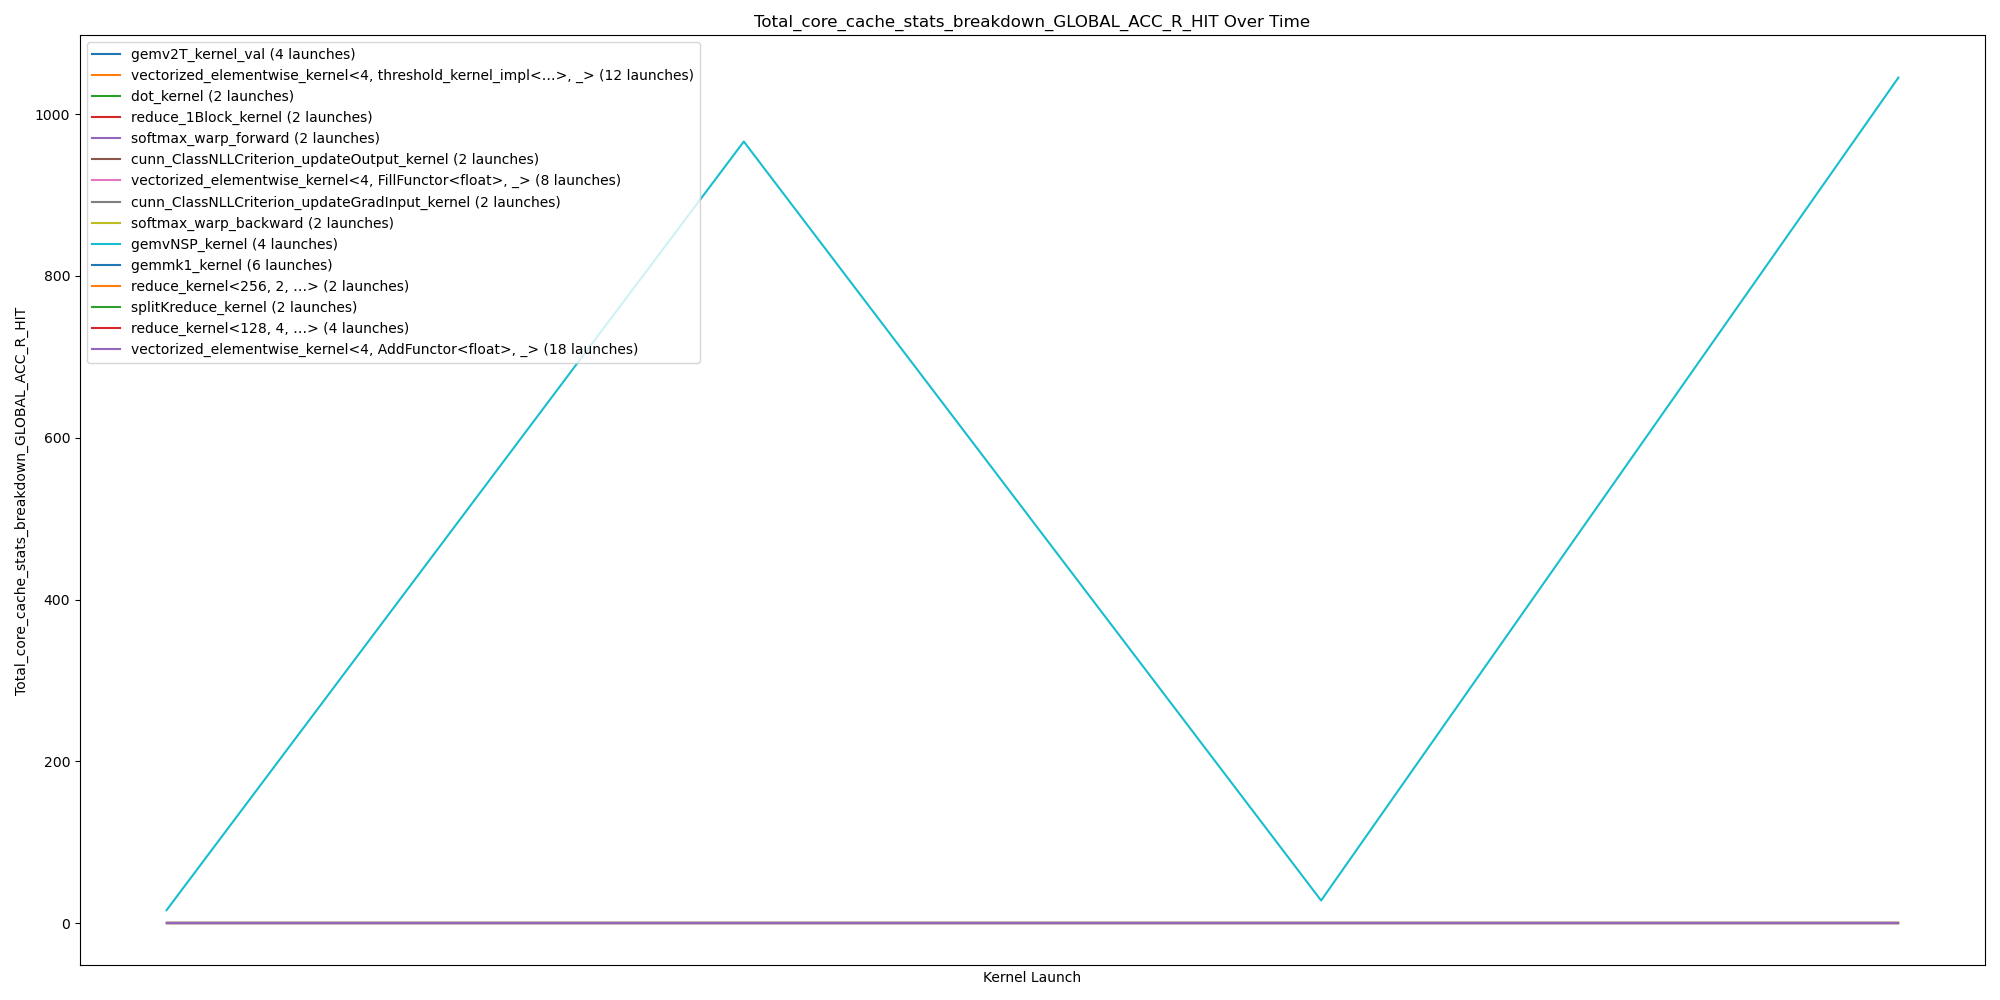 Total_core_cache_stats_breakdown_GLOBAL_ACC_R_HIT Over Time
gemv2T_kernel_val (4 launches)
vectorized_elementwise_kernel<4, threshold_kernel_impl<...>, _> (12 launches)
dot_kernel (2 launches)
reduce_1Block_kernel (2 launches)
softmax_warp_forward (2 launches)
cunn_ClassNLLCriterion_updateOutput_kernel (2 launches)
vectorized_elementwise_kernel<4, FillFunctor<float>, _> (8 launches)
cunn_ClassNLLCriterion_updateGradInput_kernel (2 launches)
softmax_warp_backward (2 launches)
gemvNSP_kernel (4 launches)
gemmk1_kernel (6 launches)
reduce_kernel<256, 2, ...> (2 launches)
splitKreduce_kernel (2 launches)
reduce_kernel<128, 4, ...> (4 launches)
vectorized_elementwise_kernel<4, AddFunctor<float>, _> (18 launches)
1000
800
600
400
200
0
Total_core_cache_stats_breakdown_GLOBAL_ACC_R_HIT
Kernel Launch